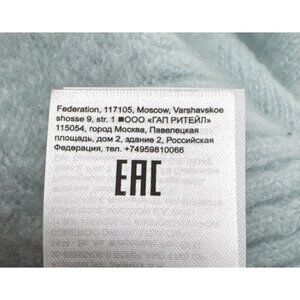 Federation, 117105, Moscow, Varshavskoe
shosse 9, str. 1 ■ООО «ГАП РИТЕЙЛ»
115054, город Москва, Павелецкая
площадь, дом 2, здание 2, Российская
Федерация, тел. +74959810066
EAC